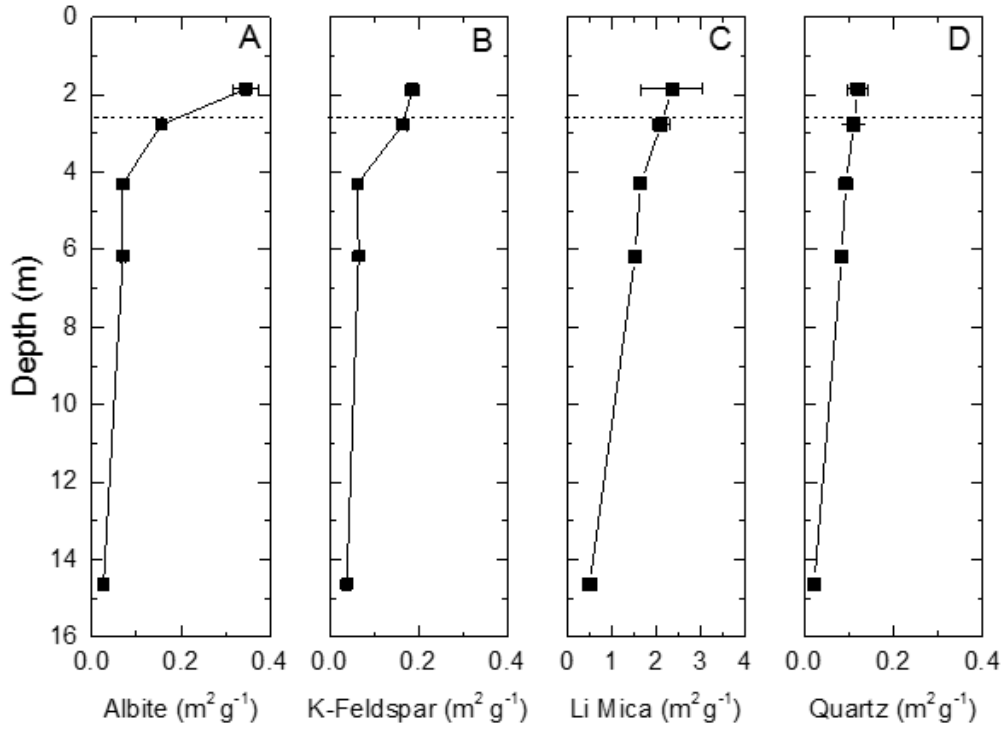 A
B
C
D
0
2
4
6
8
10
12
14
16
Depth (m)
0.0 0.2 0.4
0.0 0.2 0.4
0 1 2 3 4
0.0 0.2 0.4
Albite (m² g⁻¹)
K-Feldspar (m² g⁻¹)
Li Mica (m² g⁻¹)
Quartz (m² g⁻¹)